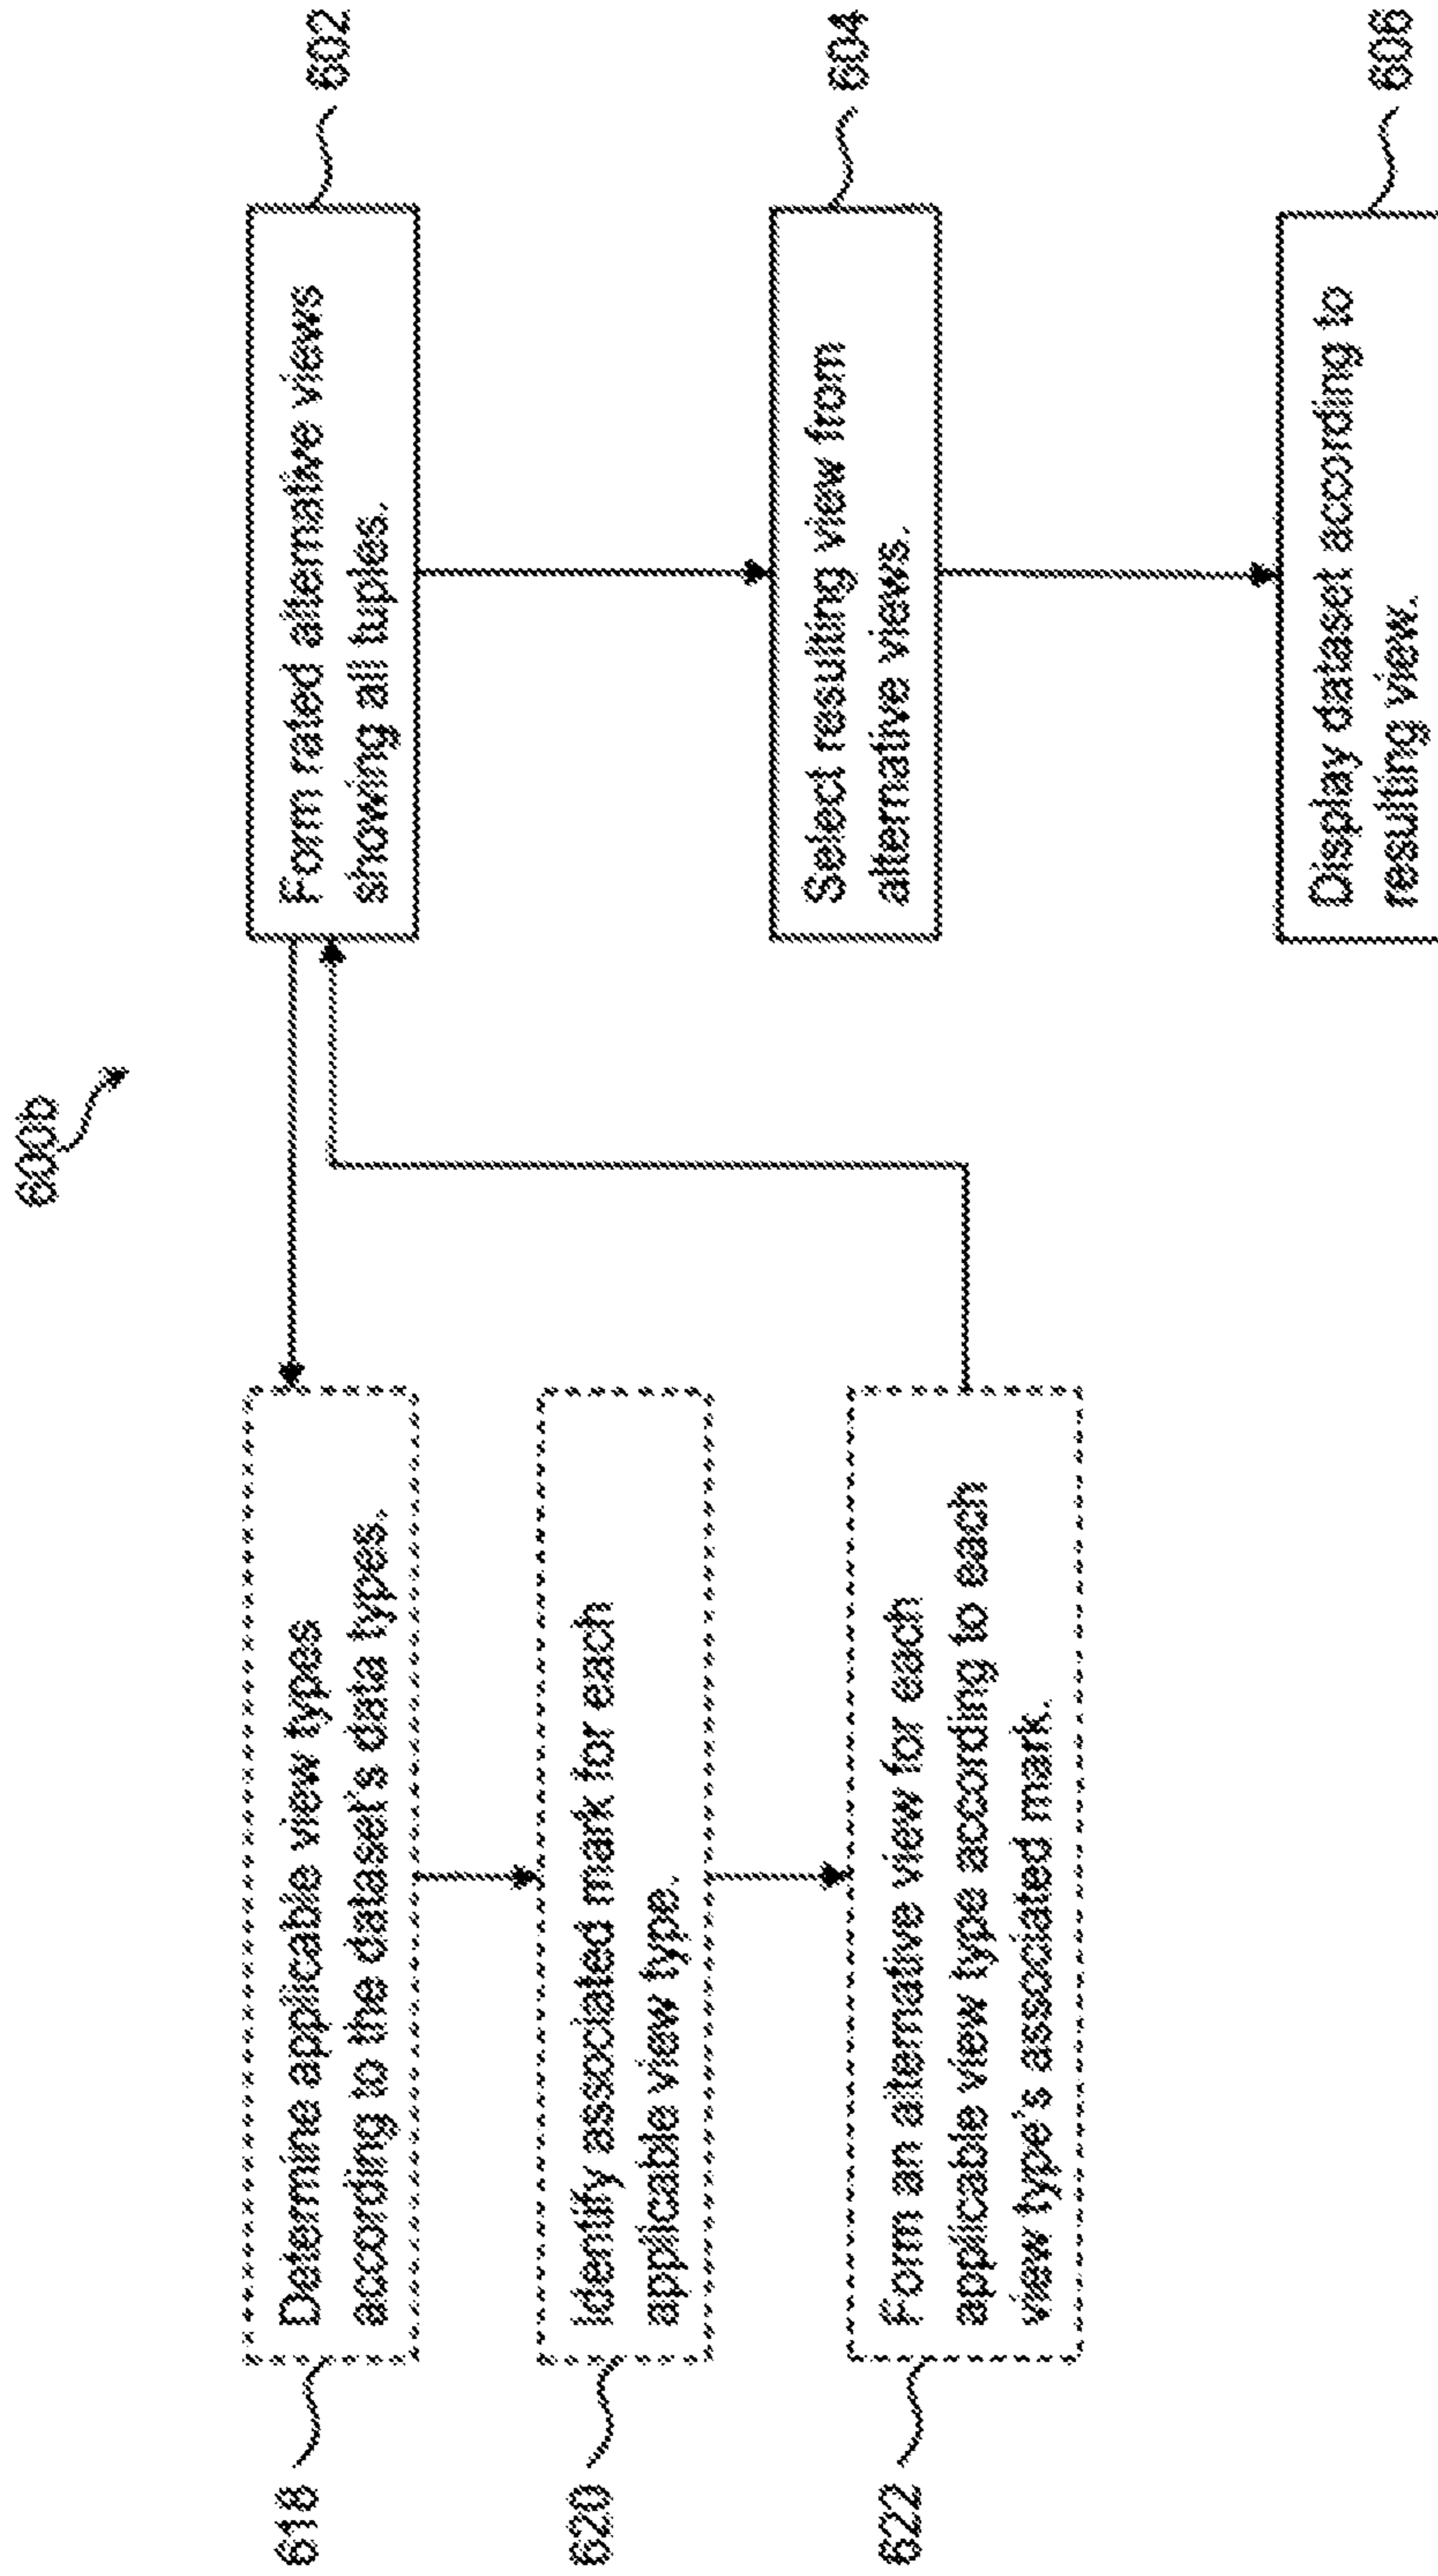 600b
618
Determine applicable view types
according to the dataset's data types.
620
Identify associated mark for each
applicable view type.
622
Form an alternative view for each
applicable view type according to each
view type's associated mark.
Form rated alternative views
showing all tuples.
602
Select resulting view from
alternative views.
604
Display dataset according to
resulting view.
606